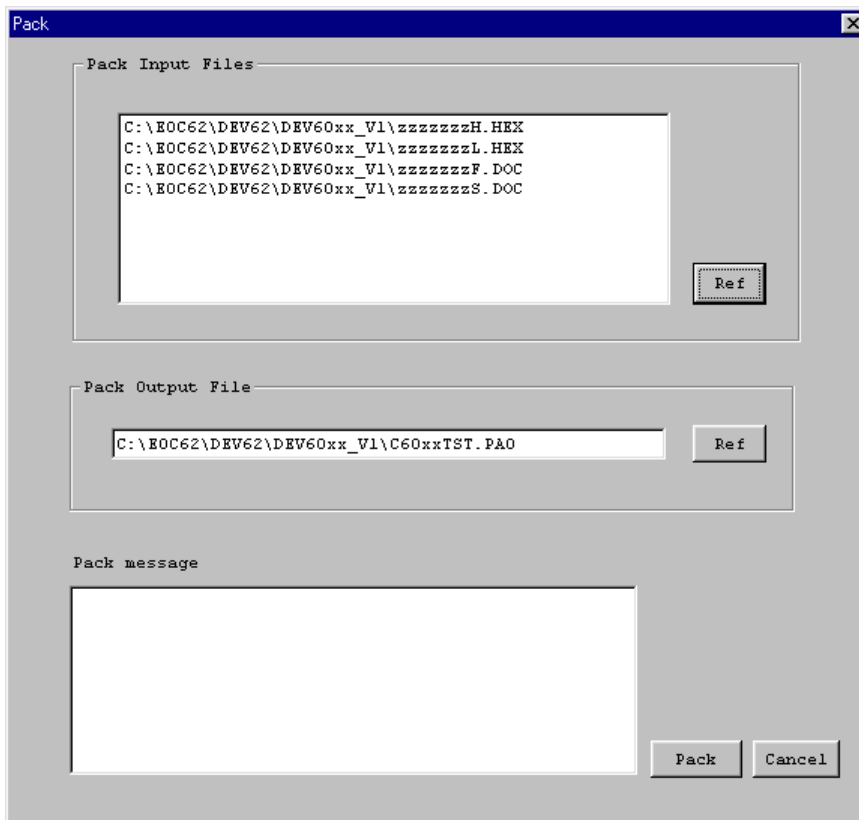 Pack
Pack Input Files
C:\EOC62\DEV62\DEV60xx_V1\zzzzzzzH.HEX
C:\EOC62\DEV62\DEV60xx_V1\zzzzzzzL.HEX
C:\EOC62\DEV62\DEV60xx_V1\zzzzzzzF.DOC
C:\EOC62\DEV62\DEV60xx_V1\zzzzzzzS.DOC
Ref
Pack Output File
C:\EOC62\DEV62\DEV60xx_V1\C60xxTST.PA0
Ref
Pack message
Pack
Cancel